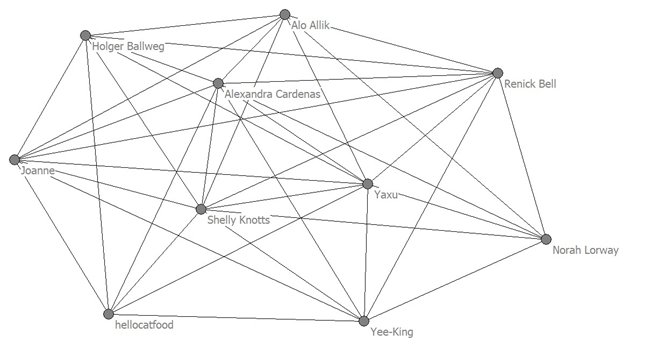 Alo Allik
Holger Ballweg
Renick Bell
Alexandra Cardenas
Joanne
Yaxu
Shelly Knotts
Norah Lorway
hellocatfood
Yee-King